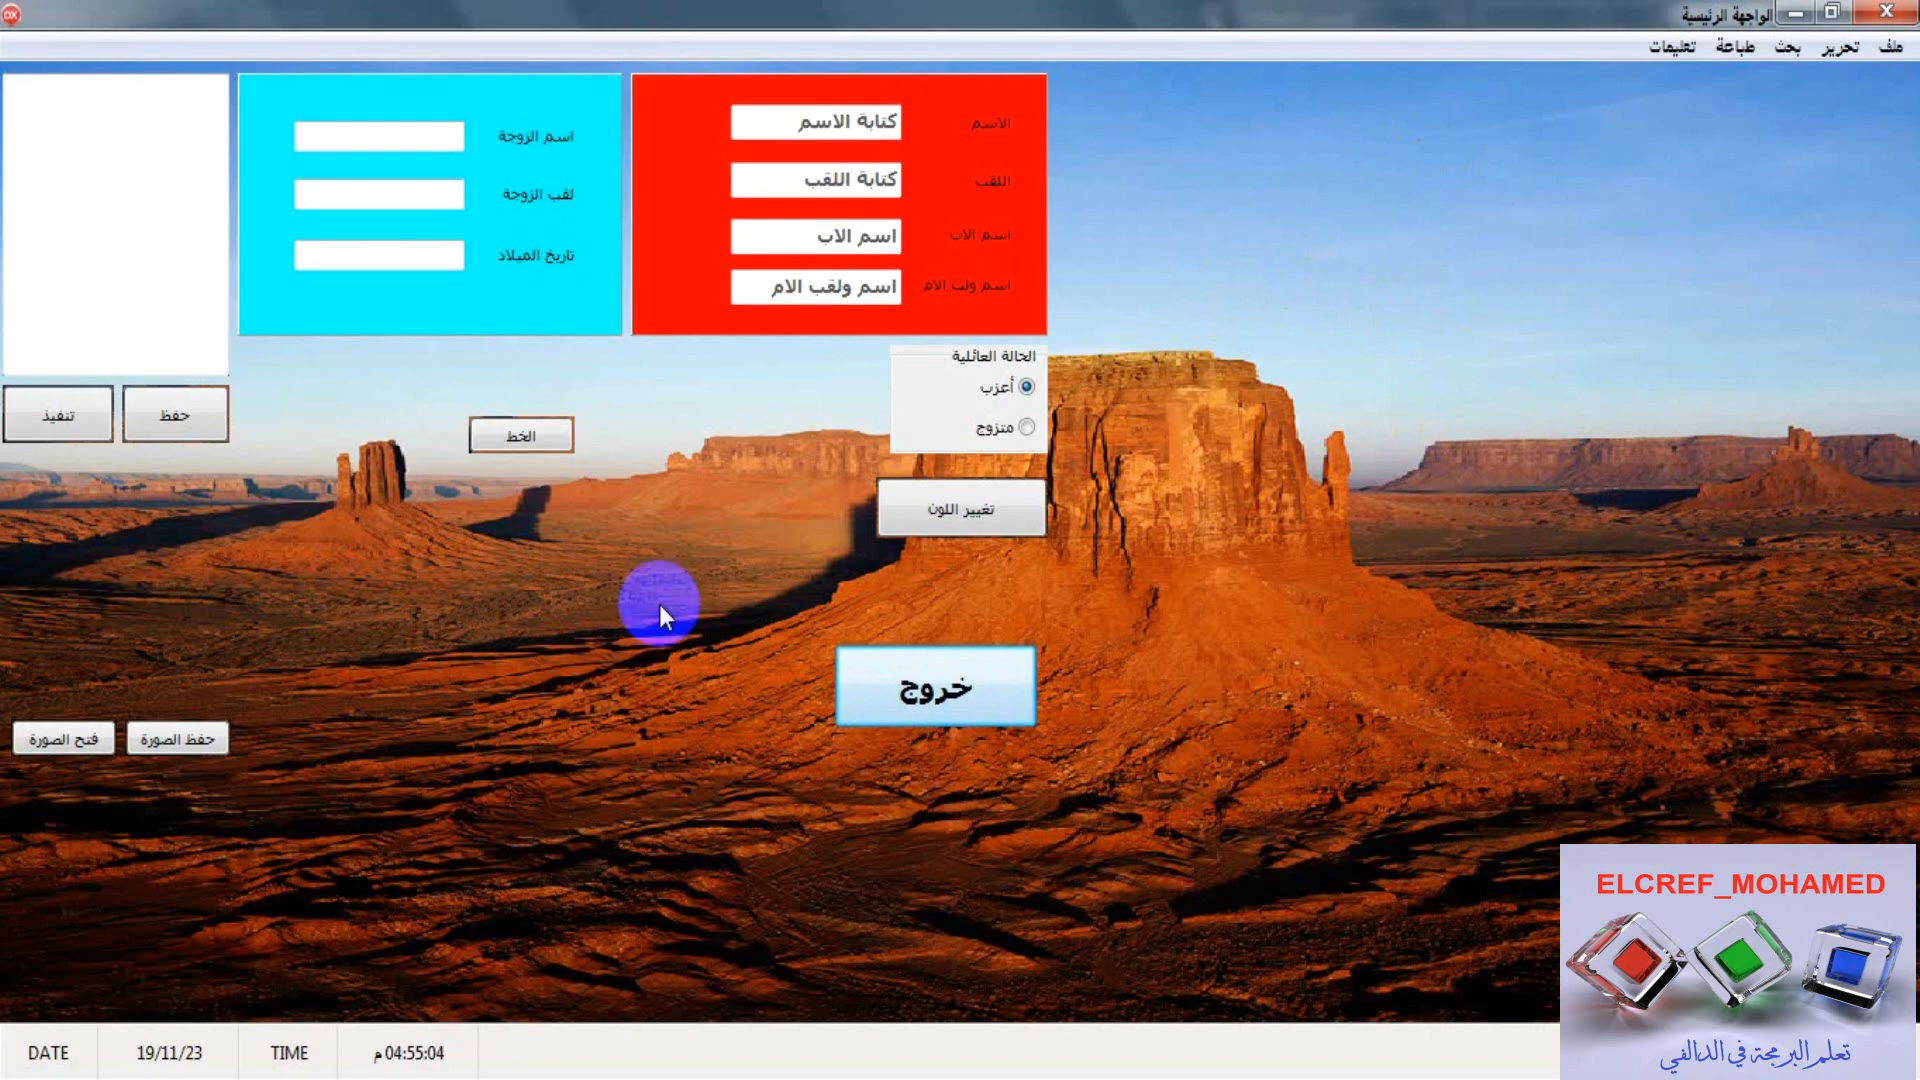 الواجهة الرئيسية
ملف تحرير بحث طباعة تعليمات
الاسم كتابة الاسم
اللقب كتابة اللقب
اسم الاب اسم الاب
اسم ولب الام اسم ولقب الام
اسم الزوجة
لقب الزوجة
تاريخ الميلاد
الحالة العائلية
أعزب
متزوج
حفظ تنفيذ
الخط
تغيير اللون
خروج
حفظ الصورة فتح الصورة
ELCREF_MOHAMED
تعلم البرمجة في الدالفي
DATE 19/11/23 TIME 04:55:04 م